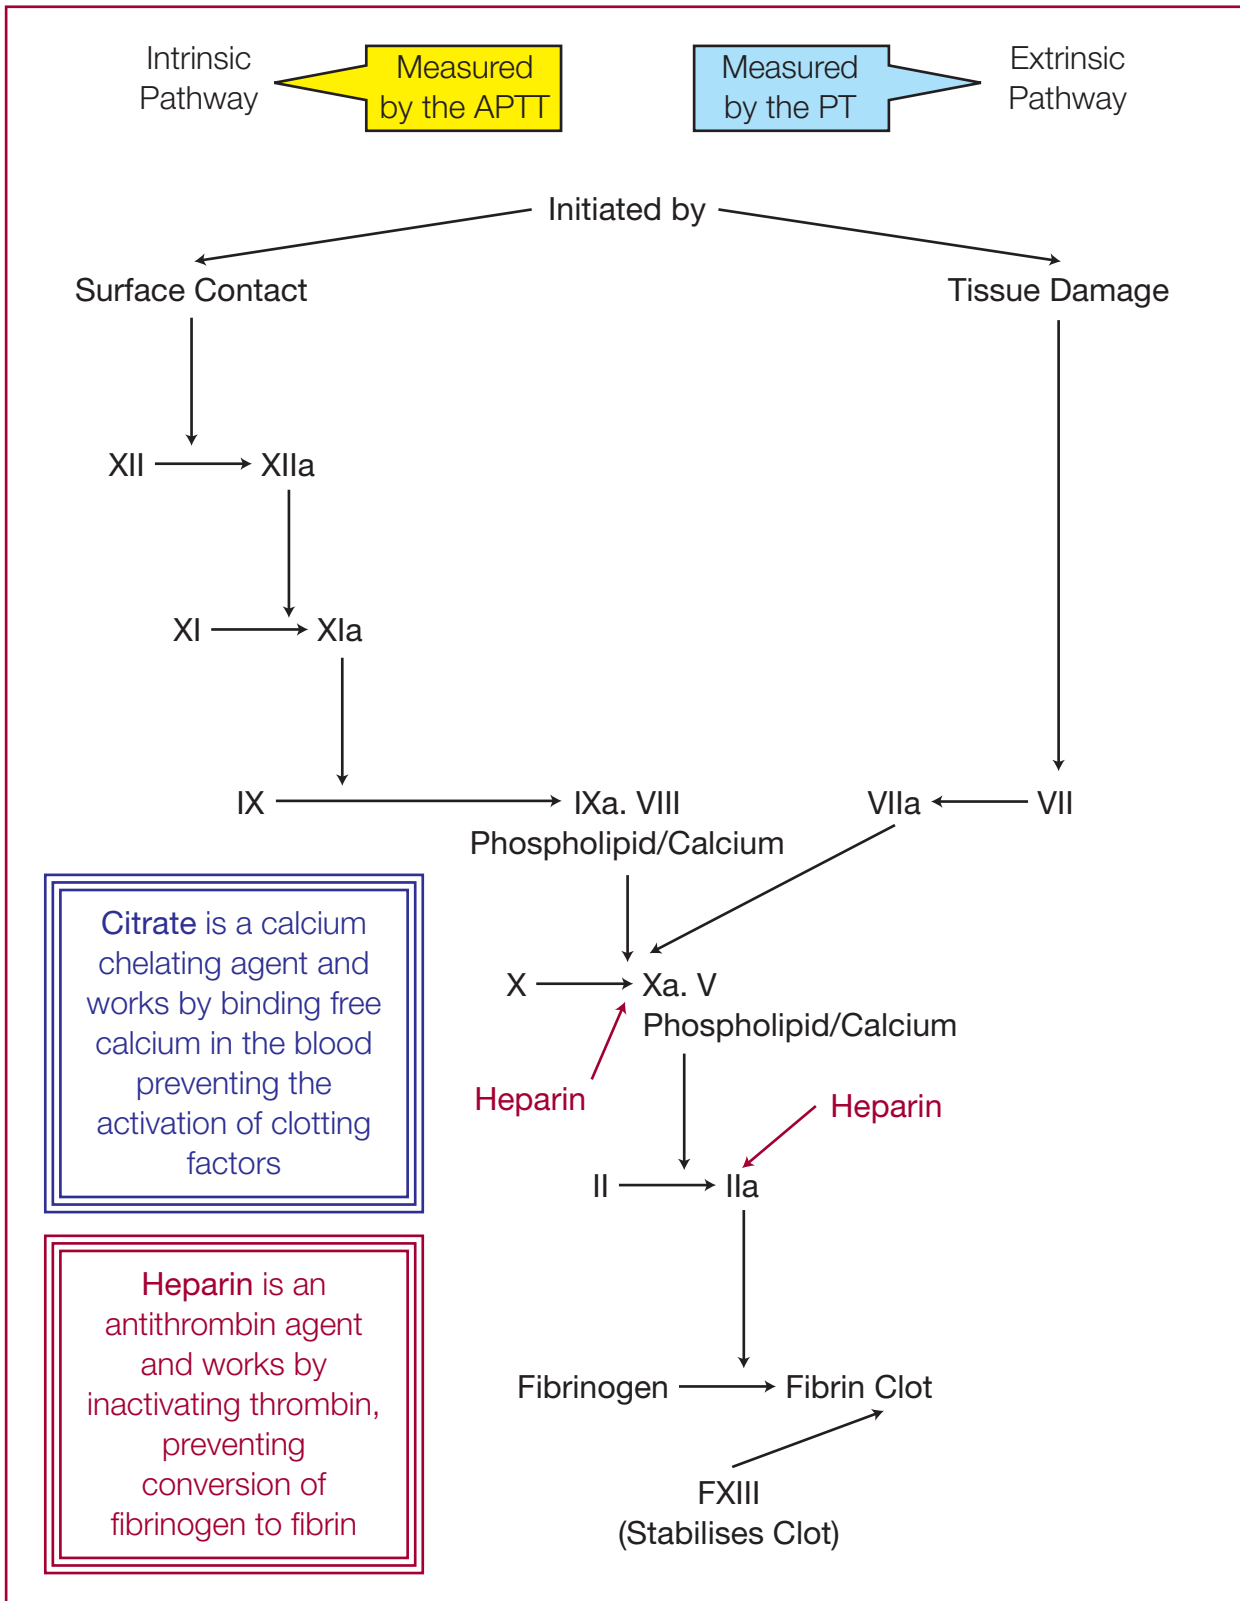 Intrinsic
Pathway
Measured
by the APTT
Measured
by the PT
Extrinsic
Pathway
Initiated by
Surface Contact
Tissue Damage
XII
XIIa
XI
XIa
IX
IXa. VIII
Phospholipid/Calcium
VIIa
VII
Citrate is a calcium
chelating agent and
works by binding free
calcium in the blood
preventing the
activation of clotting
factors
X
Xa. V
Phospholipid/Calcium
Heparin
Heparin
II
IIa
Heparin is an
antithrombin agent
and works by
inactivating thrombin,
preventing
conversion of
fibrinogen to fibrin
Fibrinogen
Fibrin Clot
FXIII
(Stabilises Clot)